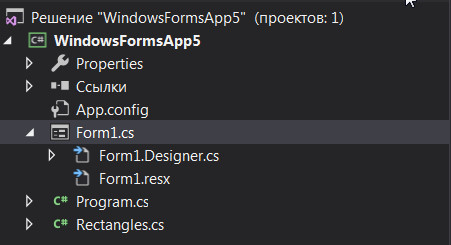 Решение "WindowsFormsApp5" (проектов: 1)
C# WindowsFormsApp5
Properties
Ссылки
App.config
Form1.cs
Form1.Designer.cs
Form1.resx
C# Program.cs
C# Rectangles.cs